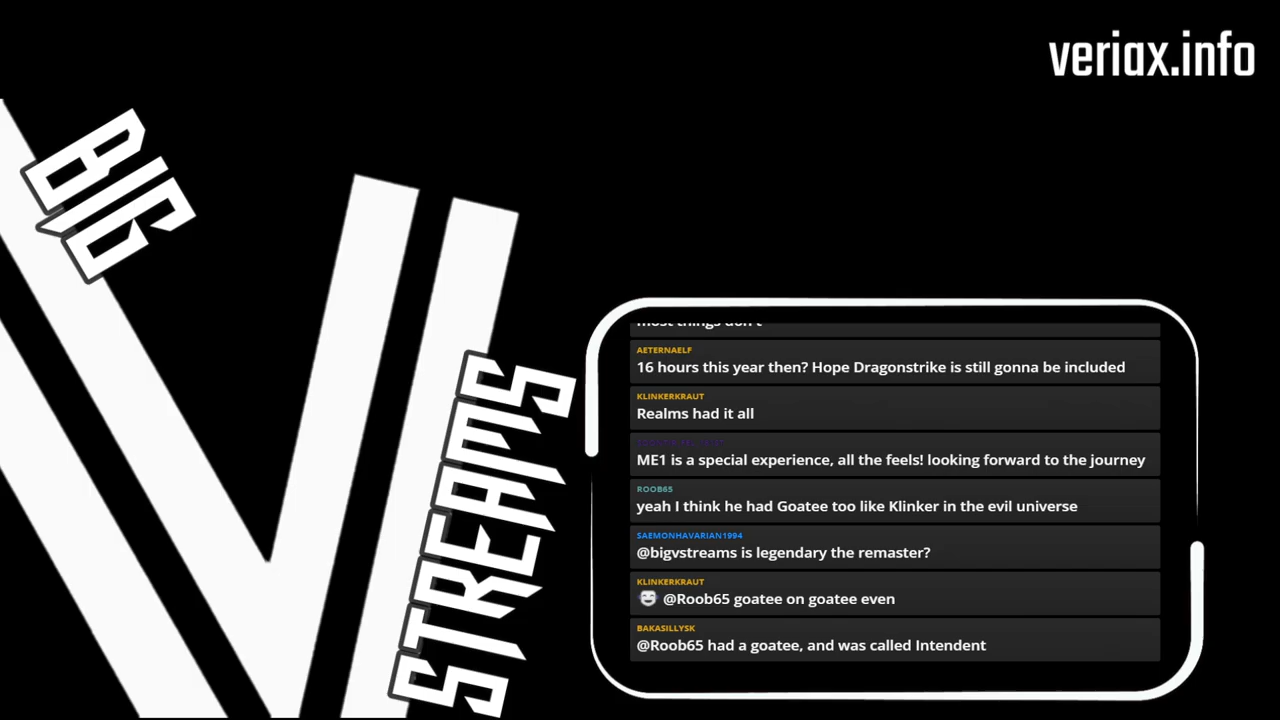 veriax.info
BIG
STREAMS
most things don't
AETERNAELF
16 hours this year then? Hope Dragonstrike is still gonna be included
KLINKERKRAUT
Realms had it all
ME1 is a special experience, all the feels! looking forward to the journey
ROOB65
yeah I think he had Goatee too like Klinker in the evil universe
SAEMONHAVARIAN1994
@bigvstreams is legendary the remaster?
KLINKERKRAUT
@Roob65 goatee on goatee even
BAKASILLYSK
@Roob65 had a goatee, and was called Intendent